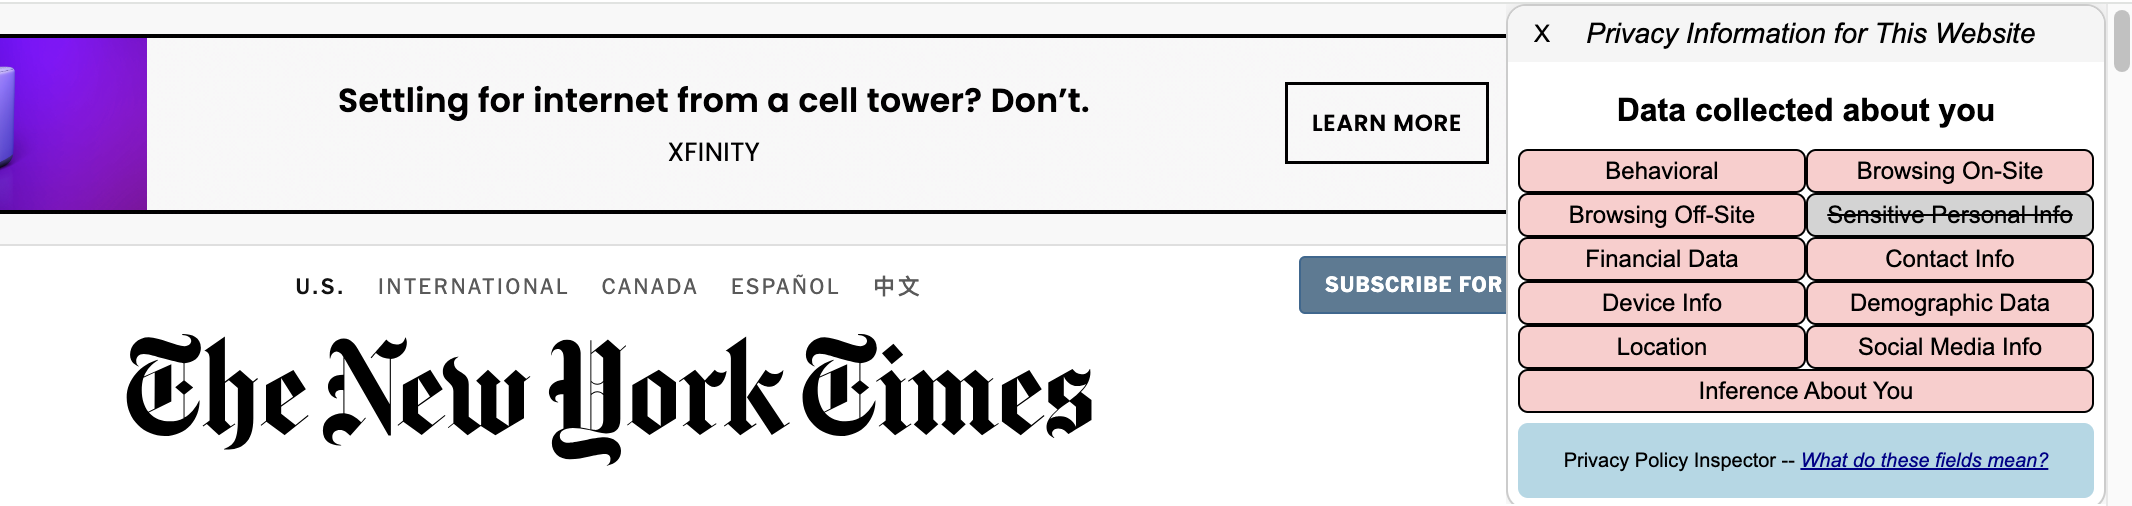 Settling for internet from a cell tower? Don’t.
XFINITY
LEARN MORE
U.S. INTERNATIONAL CANADA ESPAÑOL 中文
SUBSCRIBE FOR
The New York Times
X Privacy Information for This Website
Data collected about you
Behavioral Browsing On-Site
Browsing Off-Site Sensitive Personal Info
Financial Data Contact Info
Device Info Demographic Data
Location Social Media Info
Inference About You
Privacy Policy Inspector -- What do these fields mean?